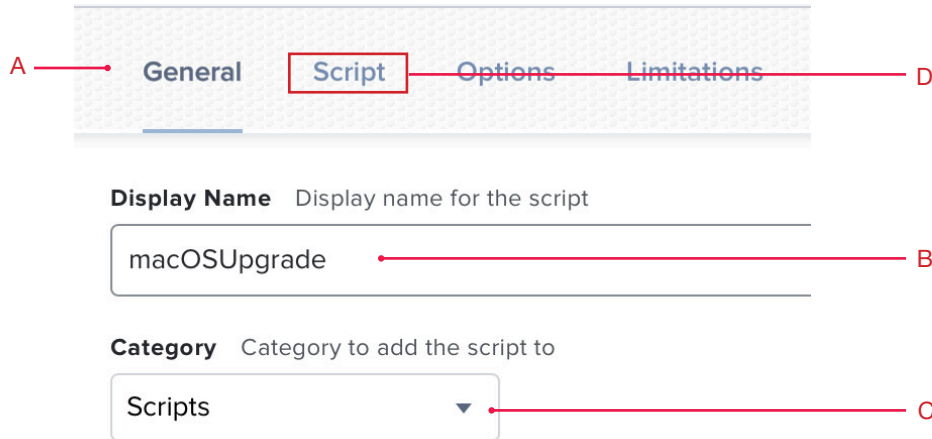 A General Script Options Limitations D
Display Name Display name for the script
macOSUpgrade B
Category Category to add the script to
Scripts C